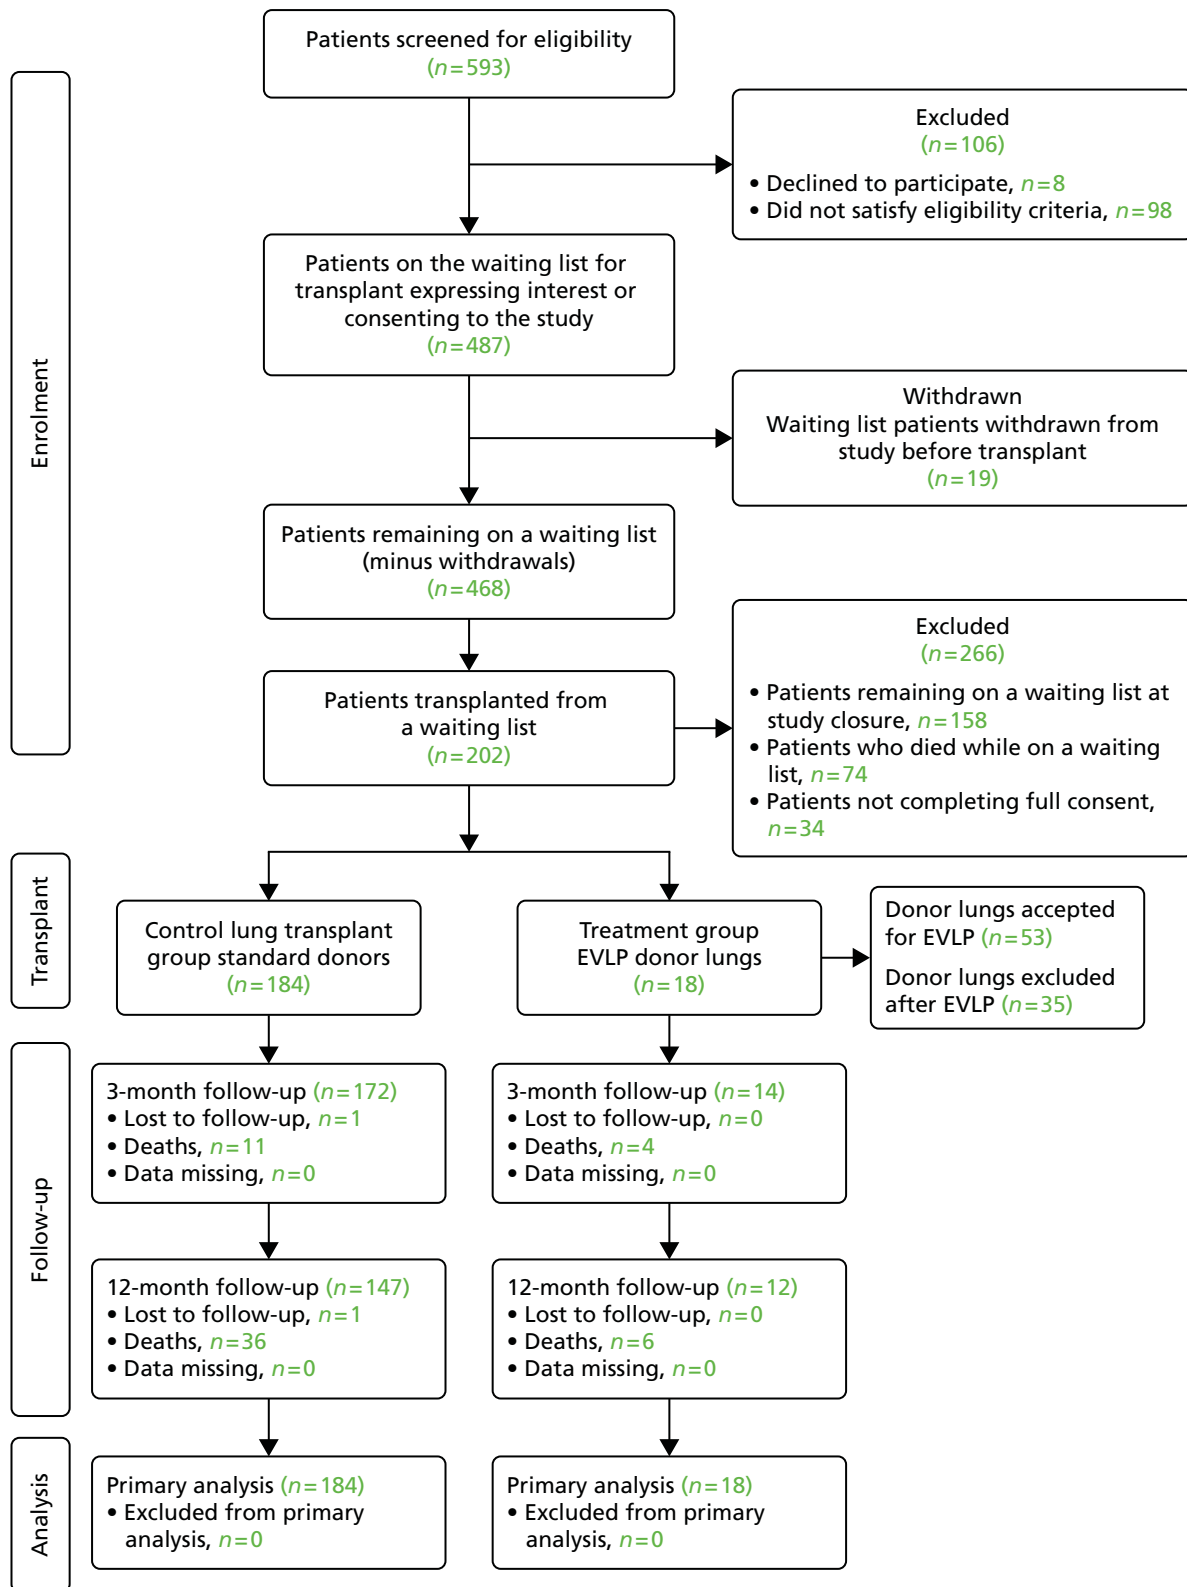 Patients screened for eligibility
(n=593)
Enrolment
Excluded
(n=106)
• Declined to participate, n=8
• Did not satisfy eligibility criteria, n=98
Patients on the waiting list for
transplant expressing interest or
consenting to the study
(n=487)
Withdrawn
Waiting list patients withdrawn from
study before transplant
(n=19)
Patients remaining on a waiting list
(minus withdrawals)
(n=468)
Excluded
(n=266)
• Patients remaining on a waiting list at
study closure, n=158
• Patients who died while on a waiting
list, n=74
• Patients not completing full consent,
n=34
Patients transplanted from
a waiting list
(n=202)
Transplant
Control lung transplant
group standard donors
(n=184)
Treatment group
EVLP donor lungs
(n=18)
Donor lungs accepted
for EVLP (n=53)
Donor lungs excluded
after EVLP (n=35)
Follow-up
3-month follow-up (n=172)
• Lost to follow-up, n=1
• Deaths, n=11
• Data missing, n=0
3-month follow-up (n=14)
• Lost to follow-up, n=0
• Deaths, n=4
• Data missing, n=0
12-month follow-up (n=147)
• Lost to follow-up, n=1
• Deaths, n=36
• Data missing, n=0
12-month follow-up (n=12)
• Lost to follow-up, n=0
• Deaths, n=6
• Data missing, n=0
Analysis
Primary analysis (n=184)
• Excluded from primary
analysis, n=0
Primary analysis (n=18)
• Excluded from primary
analysis, n=0